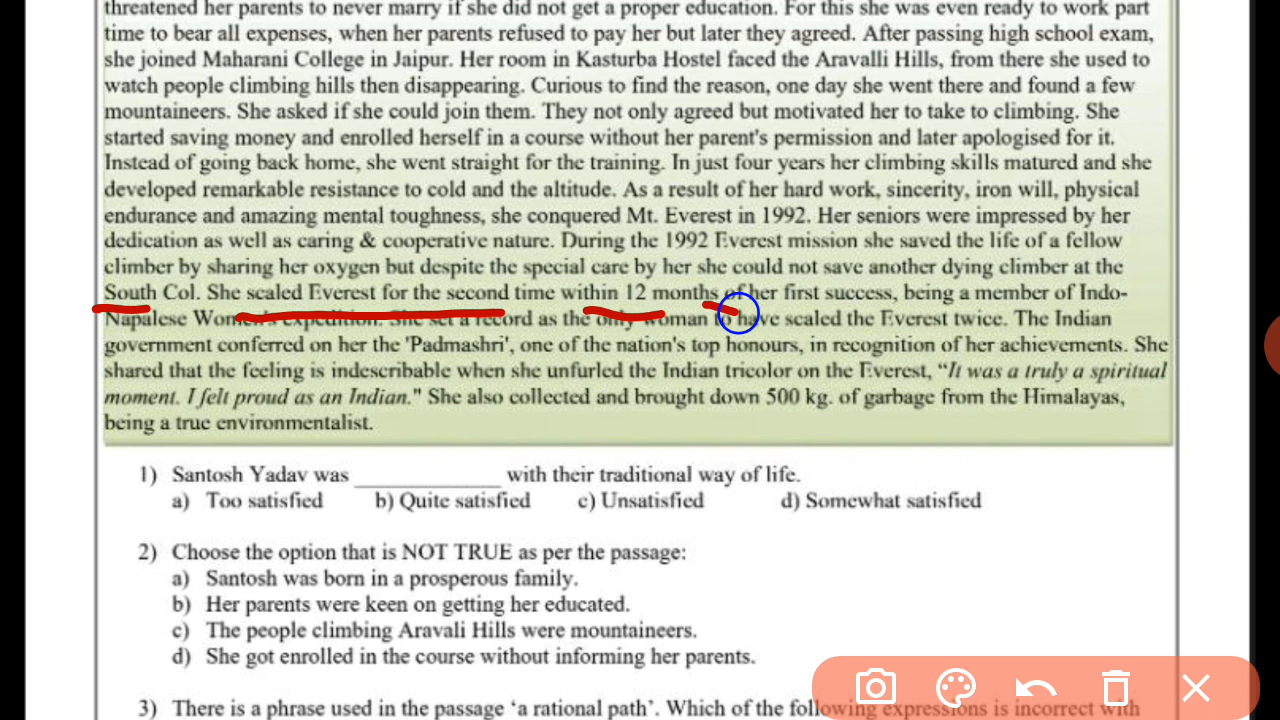 threatened her parents to never marry if she did not get a proper education. For this she was even ready to work part
time to bear all expenses, when her parents refused to pay her but later they agreed. After passing high school exam,
she joined Maharani College in Jaipur. Her room in Kasturba Hostel faced the Aravalli Hills, from there she used to
watch people climbing hills then disappearing. Curious to find the reason, one day she went there and found a few
mountaineers. She asked if she could join them. They not only agreed but motivated her to take to climbing. She
started saving money and enrolled herself in a course without her parent's permission and later apologised for it.
Instead of going back home, she went straight for the training. In just four years her climbing skills matured and she
developed remarkable resistance to cold and the altitude. As a result of her hard work, sincerity, iron will, physical
endurance and amazing mental toughness, she conquered Mt. Everest in 1992. Her seniors were impressed by her
dedication as well as caring & cooperative nature. During the 1992 Everest mission she saved the life of a fellow
climber by sharing her oxygen but despite the special care by her she could not save another dying climber at the
South Col. She scaled Everest for the second time within 12 months of her first success, being a member of Indo-
Napalese Women's expedition. She set a record as the only woman to have scaled the Everest twice. The Indian
government conferred on her the 'Padmashri', one of the nation's top honours, in recognition of her achievements. She
shared that the feeling is indescribable when she unfurled the Indian tricolor on the Everest, “It was a truly a spiritual
moment. I felt proud as an Indian." She also collected and brought down 500 kg. of garbage from the Himalayas,
being a true environmentalist.
1) Santosh Yadav was _____________ with their traditional way of life.
a) Too satisfied b) Quite satisfied c) Unsatisfied d) Somewhat satisfied
2) Choose the option that is NOT TRUE as per the passage:
a) Santosh was born in a prosperous family.
b) Her parents were keen on getting her educated.
c) The people climbing Aravali Hills were mountaineers.
d) She got enrolled in the course without informing her parents.
3) There is a phrase used in the passage ‘a rational path’. Which of the following expressions is incorrect with